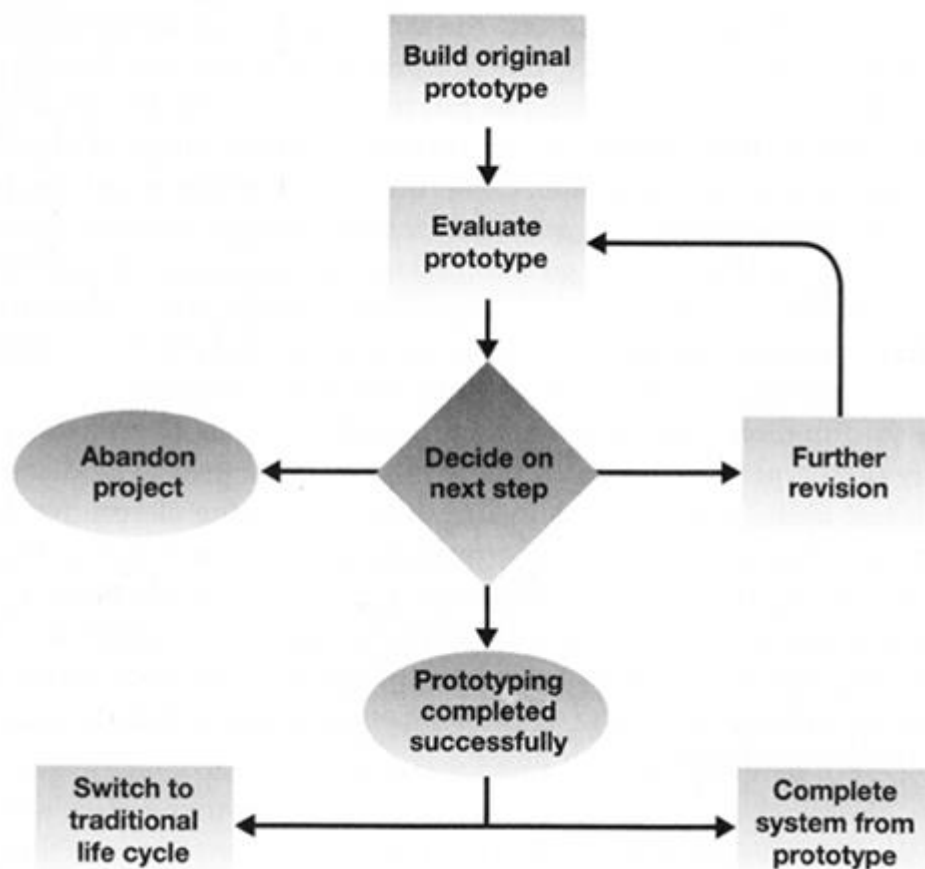 Build original
prototype
Evaluate
prototype
Abandon
project
Decide on
next step
Further
revision
Prototyping
completed
successfully
Switch to
traditional
life cycle
Complete
system from
prototype